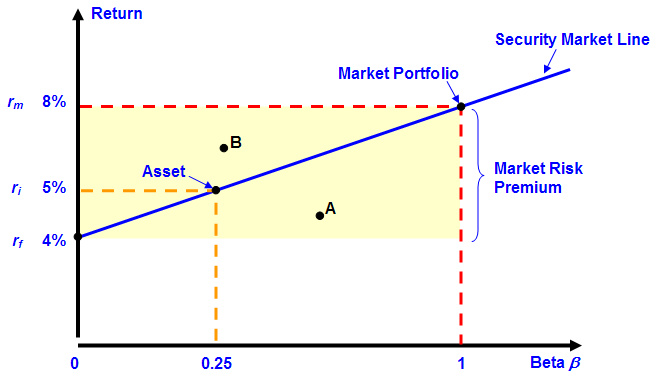 Return
Security Market Line
Market Portfolio
rm 8%
B
Asset
Market Risk
Premium
ri 5%
A
rf 4%
0 0.25 1 Beta β